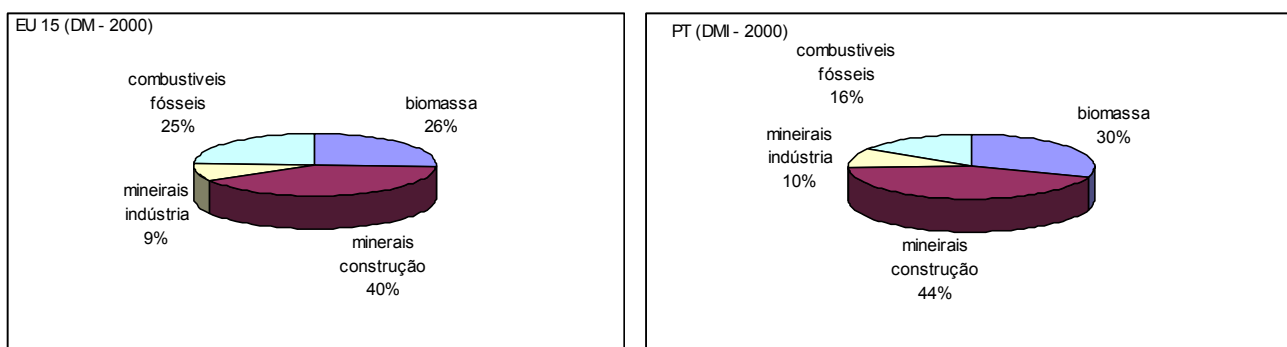 EU 15 (DM - 2000)
combustiveis
fósseis
25%
biomassa
26%
mineirais
indústria
9%
minerais
construção
40%
PT (DMI - 2000)
combustiveis
fósseis
16%
biomassa
30%
mineirais
indústria
10%
mineirais
construção
44%